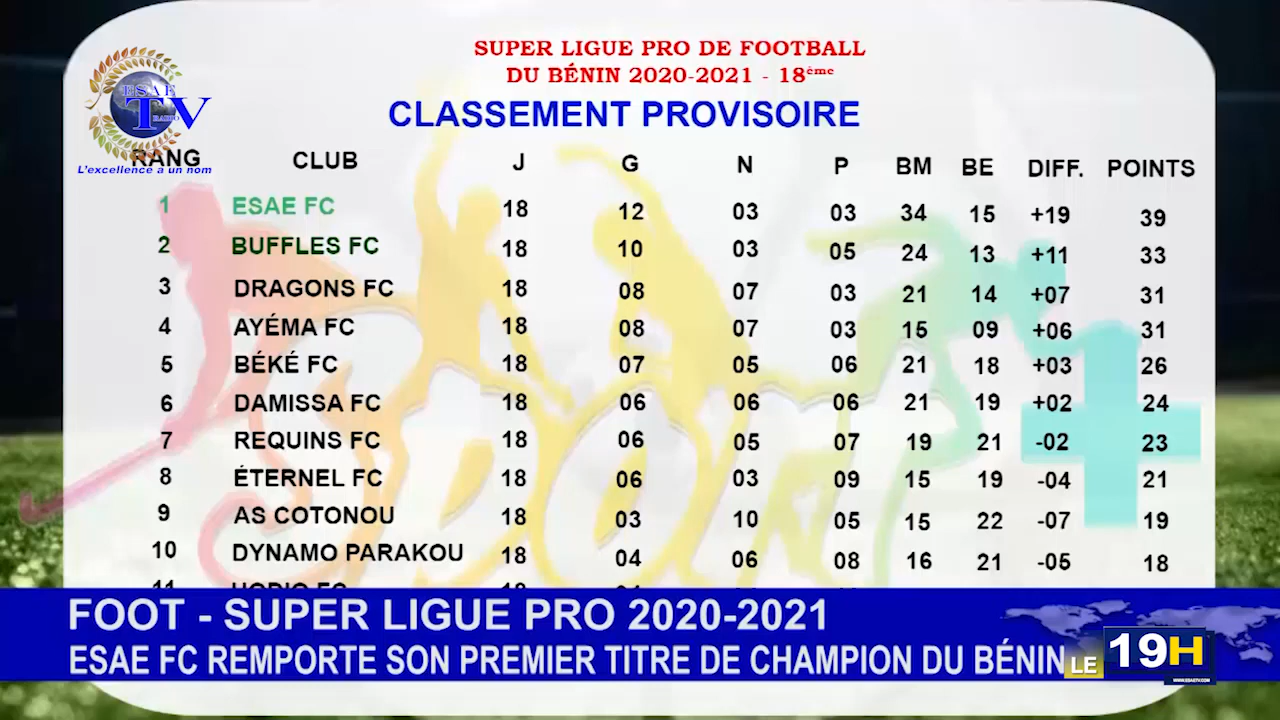 SUPER LIGUE PRO DE FOOTBALL
DU BÉNIN 2020-2021 - 18ème
CLASSEMENT PROVISOIRE
ESAE
TV
RADIO
L'excellence a un nom
RANG CLUB J G N P BM BE DIFF. POINTS
1 ESAE FC 18 12 03 03 34 15 +19 39
2 BUFFLES FC 18 10 03 05 24 13 +11 33
3 DRAGONS FC 18 08 07 03 21 14 +07 31
4 AYÉMA FC 18 08 07 03 15 09 +06 31
5 BÉKÉ FC 18 07 05 06 21 18 +03 26
6 DAMISSA FC 18 06 06 06 21 19 +02 24
7 REQUINS FC 18 06 05 07 19 21 -02 23
8 ÉTERNEL FC 18 06 03 09 15 19 -04 21
9 AS COTONOU 18 03 10 05 15 22 -07 19
10 DYNAMO PARAKOU 18 04 06 08 16 21 -05 18
FOOT - SUPER LIGUE PRO 2020-2021
ESAE FC REMPORTE SON PREMIER TITRE DE CHAMPION DU BÉNIN
LE 19H
WWW.ESAETV.COM